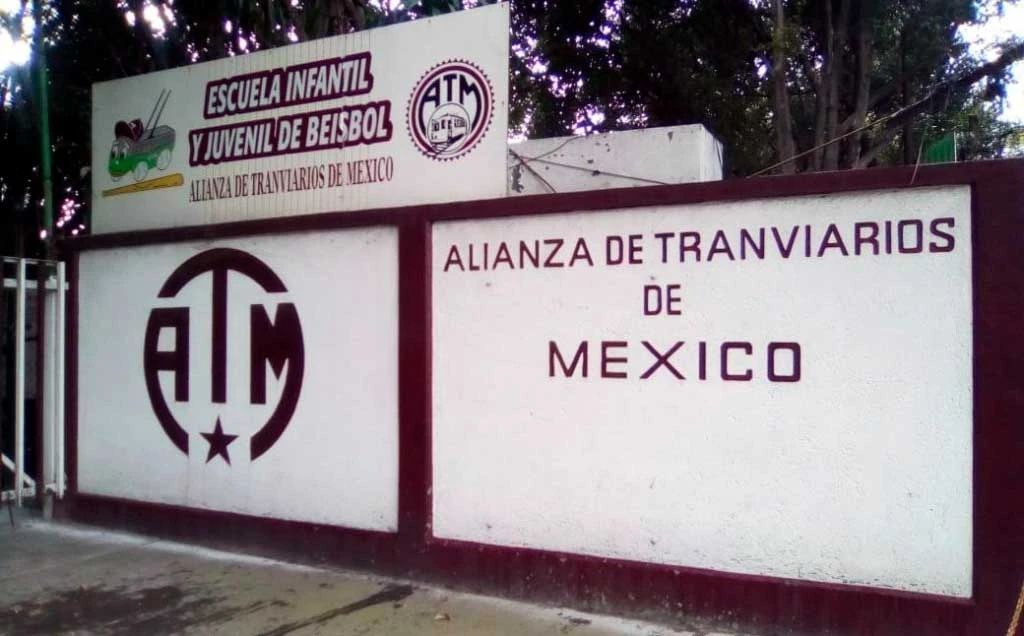 ESCUELA INFANTIL
Y JUVENIL DE BEISBOL
ALIANZA DE TRANVIARIOS DE MEXICO
ATM
ATM
ALIANZA DE TRANVIARIOS
DE
MEXICO